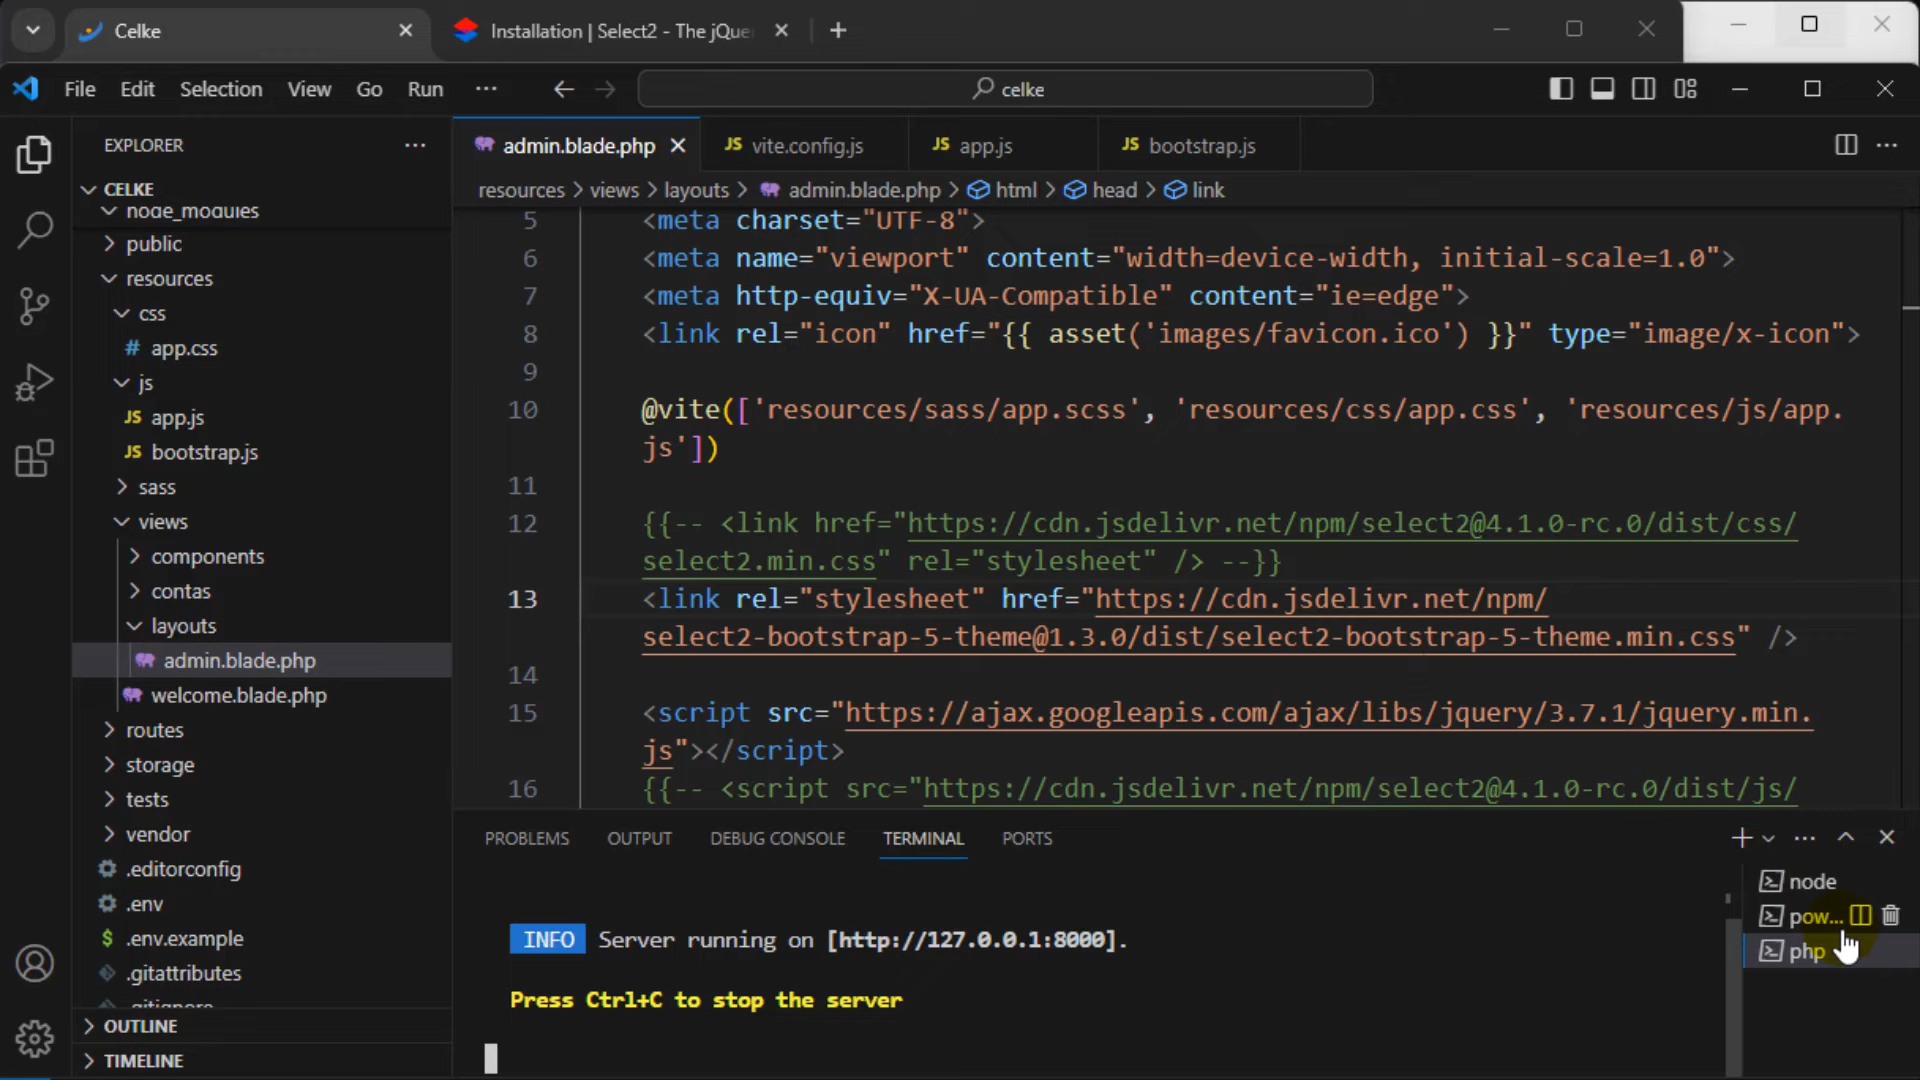 Celke
Installation | Select2 - The jQue
File Edit Selection View Go Run ···
celke
EXPLORER
CELKE
node_modules
public
resources
css
# app.css
js
JS app.js
JS bootstrap.js
sass
views
components
contas
layouts
admin.blade.php
welcome.blade.php
routes
storage
tests
vendor
.editorconfig
.env
$ .env.example
.gitattributes
.gitignore
OUTLINE
TIMELINE
admin.blade.php
JS vite.config.js
JS app.js
JS bootstrap.js
resources > views > layouts > admin.blade.php > html > head > link
5 <meta charset="UTF-8">
6 <meta name="viewport" content="width=device-width, initial-scale=1.0">
7 <meta http-equiv="X-UA-Compatible" content="ie=edge">
8 <link rel="icon" href="{{ asset('images/favicon.ico') }}" type="image/x-icon">
9
10 @vite(['resources/sass/app.scss', 'resources/css/app.css', 'resources/js/app.
js'])
11
12 {{-- <link href="https://cdn.jsdelivr.net/npm/select2@4.1.0-rc.0/dist/css/
select2.min.css" rel="stylesheet" /> --}}
13 <link rel="stylesheet" href="https://cdn.jsdelivr.net/npm/
select2-bootstrap-5-theme@1.3.0/dist/select2-bootstrap-5-theme.min.css" />
14
15 <script src="https://ajax.googleapis.com/ajax/libs/jquery/3.7.1/jquery.min.
js"></script>
16 {{-- <script src="https://cdn.jsdelivr.net/npm/select2@4.1.0-rc.0/dist/js/
PROBLEMS OUTPUT DEBUG CONSOLE TERMINAL PORTS
INFO Server running on [http://127.0.0.1:8000].
Press Ctrl+C to stop the server
node
pow...
php